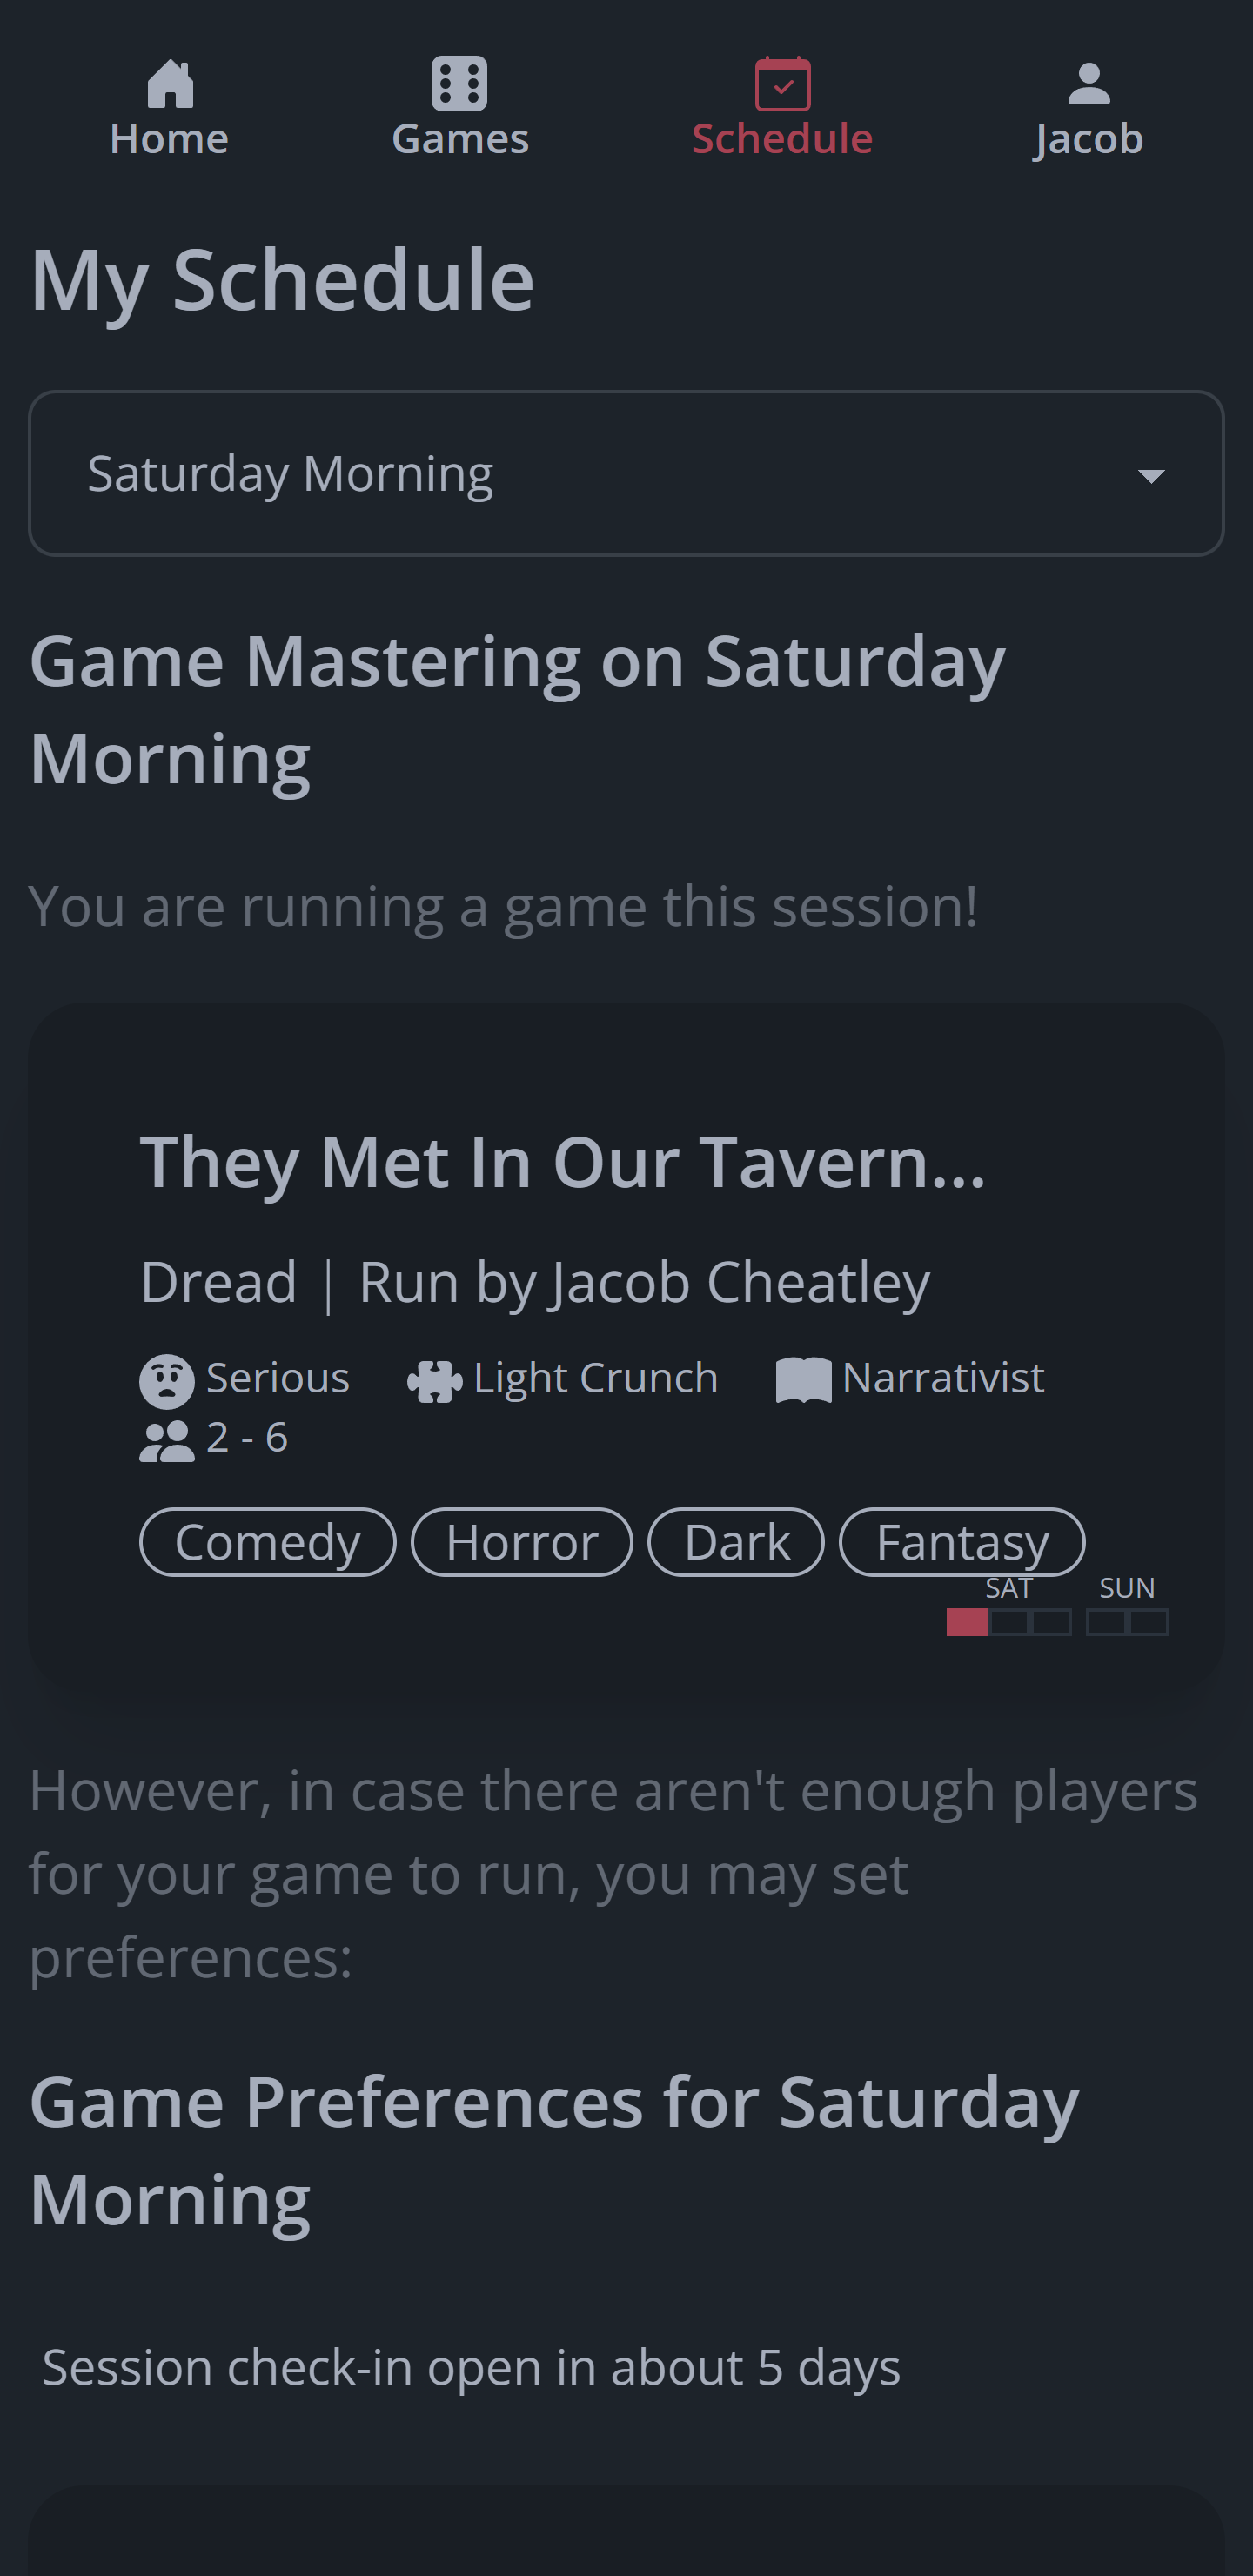 Home Games Schedule Jacob
My Schedule
Saturday Morning
Game Mastering on Saturday
Morning
You are running a game this session!
They Met In Our Tavern...
Dread | Run by Jacob Cheatley
Serious Light Crunch Narrativist
2 - 6
Comedy Horror Dark Fantasy
SAT SUN
However, in case there aren't enough players
for your game to run, you may set
preferences:
Game Preferences for Saturday
Morning
Session check-in open in about 5 days